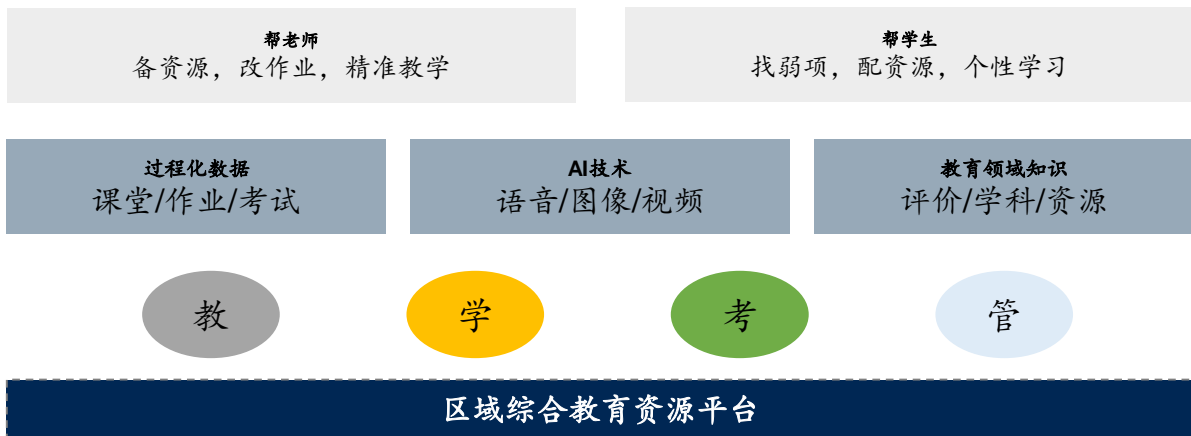 帮老师
备资源，改作业，精准教学
帮学生
找弱项，配资源，个性学习
过程化数据
课堂/作业/考试
AI技术
语音/图像/视频
教育领域知识
评价/学科/资源
教
学
考
管
区域综合教育资源平台